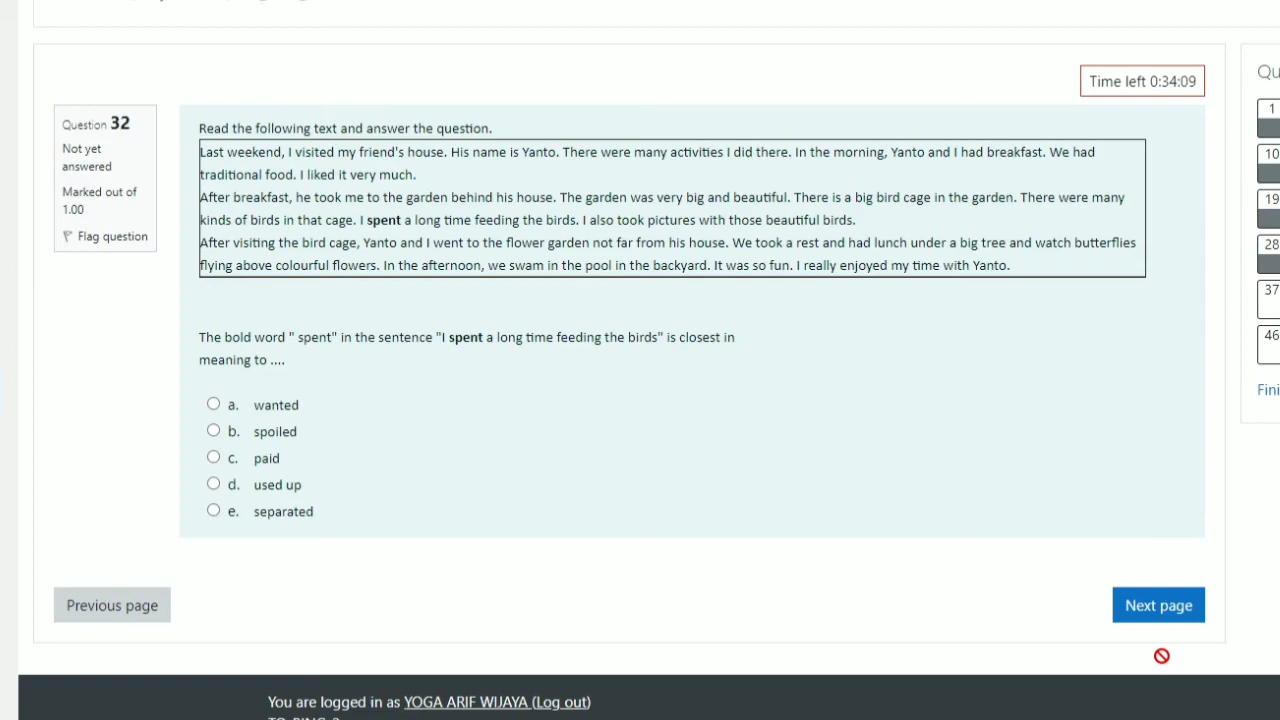 Time left 0:34:09
Question 32
Not yet
answered
Marked out of
1.00
Flag question
Read the following text and answer the question.
Last weekend, I visited my friend's house. His name is Yanto. There were many activities I did there. In the morning, Yanto and I had breakfast. We had
traditional food. I liked it very much.
After breakfast, he took me to the garden behind his house. The garden was very big and beautiful. There is a big bird cage in the garden. There were many
kinds of birds in that cage. I spent a long time feeding the birds. I also took pictures with those beautiful birds.
After visiting the bird cage, Yanto and I went to the flower garden not far from his house. We took a rest and had lunch under a big tree and watch butterflies
flying above colourful flowers. In the afternoon, we swam in the pool in the backyard. It was so fun. I really enjoyed my time with Yanto.
The bold word " spent" in the sentence "I spent a long time feeding the birds" is closest in
meaning to ....
a. wanted
b. spoiled
c. paid
d. used up
e. separated
Previous page
Next page
Qu
1
10
19
28
37
46
Fini
You are logged in as YOGA ARIF WIJAYA (Log out)